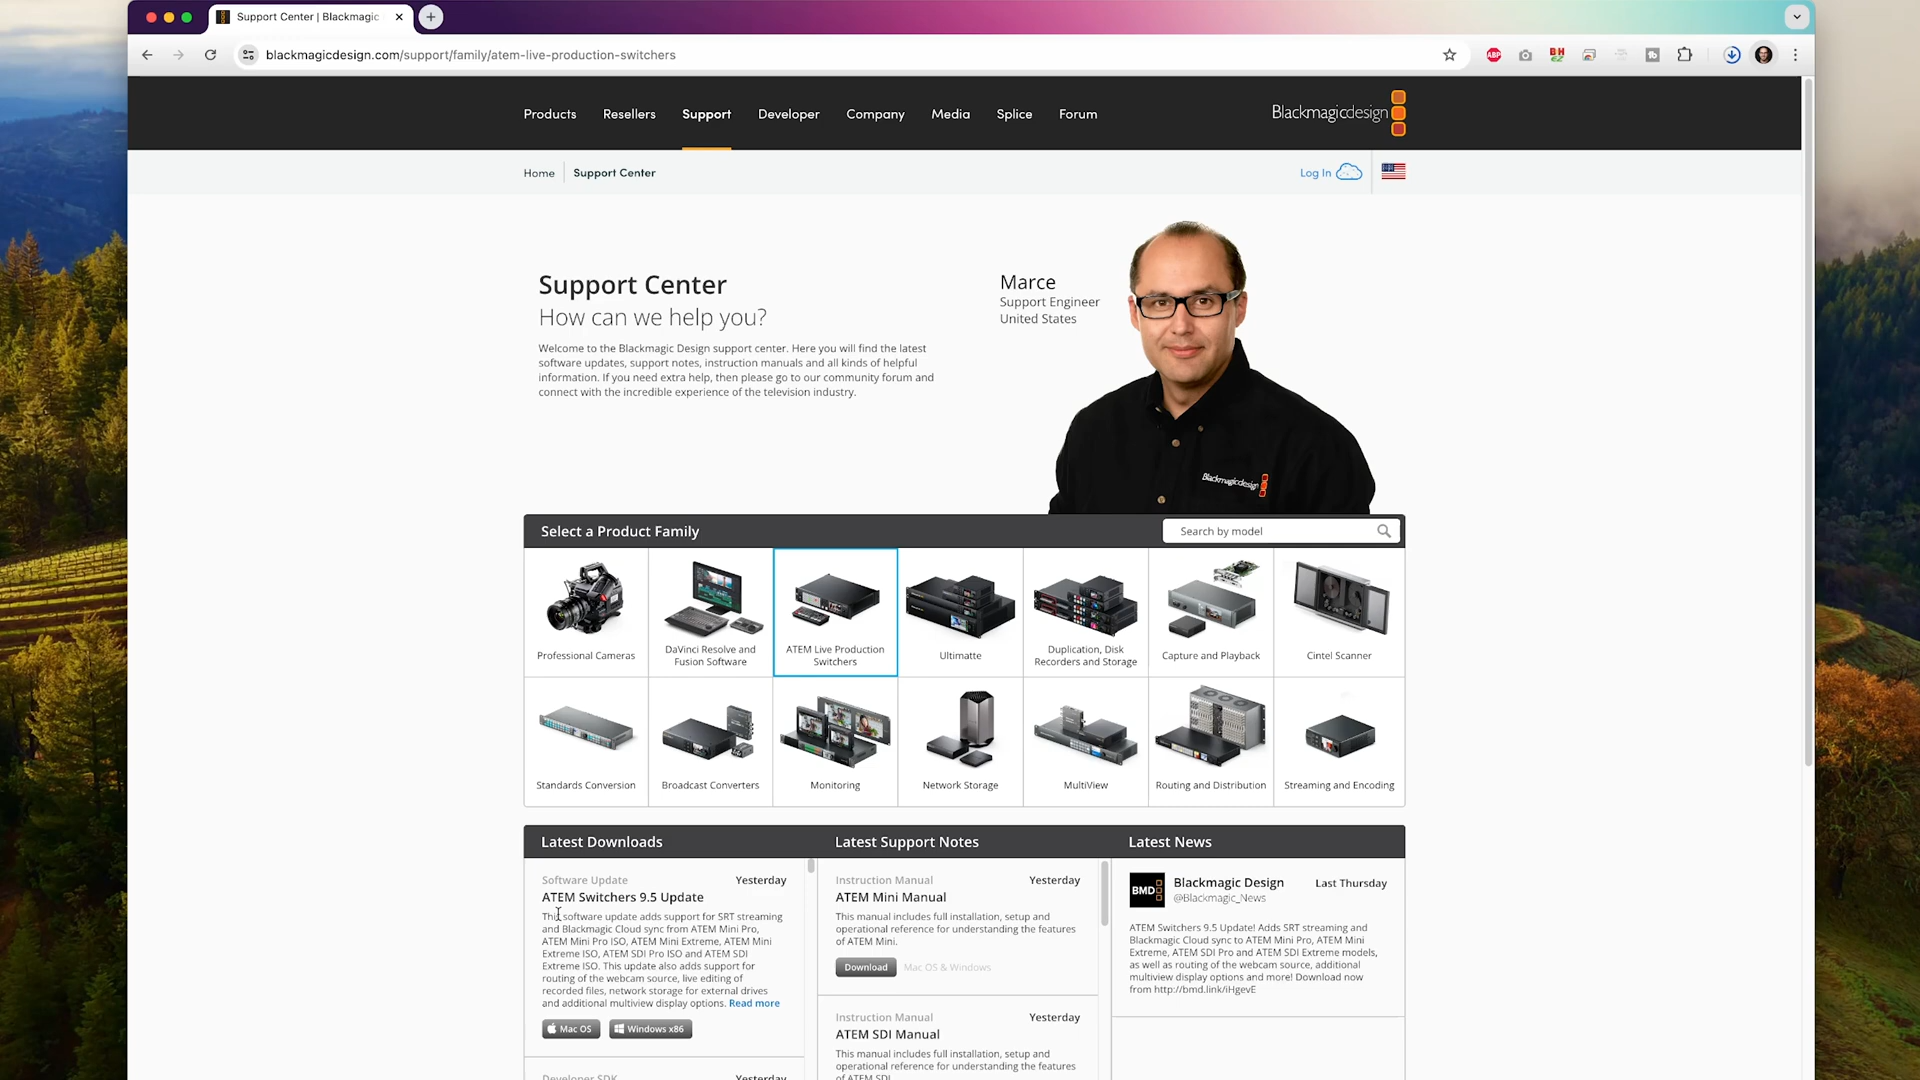 Support Center | Blackmagic
blackmagicdesign.com/support/family/atem-live-production-switchers
ABP
BH
Products
Resellers
Support
Developer
Company
Media
Splice
Forum
Blackmagicdesign
Home
Support Center
Log In
Support Center
How can we help you?
Welcome to the Blackmagic Design support center. Here you will find the latest
software updates, support notes, instruction manuals and all kinds of helpful
information. If you need extra help, then please go to our community forum and
connect with the incredible experience of the television industry.
Marce
Support Engineer
United States
Blackmagicdesign
Select a Product Family
Search by model
Professional Cameras
DaVinci Resolve and
Fusion Software
ATEM Live Production
Switchers
Ultimatte
Duplication, Disk
Recorders and Storage
Capture and Playback
Cintel Scanner
Standards Conversion
Broadcast Converters
Monitoring
Network Storage
MultiView
Routing and Distribution
Streaming and Encoding
Latest Downloads
Software Update
Yesterday
ATEM Switchers 9.5 Update
This software update adds support for SRT streaming
and Blackmagic Cloud sync from ATEM Mini Pro,
ATEM Mini Pro ISO, ATEM Mini Extreme, ATEM Mini
Extreme ISO, ATEM SDI Pro ISO and ATEM SDI
Extreme ISO. This update also adds support for
routing of the webcam source, live editing of
recorded files, network storage for external drives
and additional multiview display options. Read more
Mac OS
Windows x86
Developer SDK
Yesterday
Latest Support Notes
Instruction Manual
Yesterday
ATEM Mini Manual
This manual includes full installation, setup and
operational reference for understanding the features
of ATEM Mini.
Download
Mac OS & Windows
Instruction Manual
Yesterday
ATEM SDI Manual
This manual includes full installation, setup and
operational reference for understanding the features
of ATEM SDI.
Latest News
BMD
Blackmagic Design
Last Thursday
@Blackmagic_News
ATEM Switchers 9.5 Update! Adds SRT streaming and
Blackmagic Cloud sync to ATEM Mini Pro, ATEM Mini
Extreme, ATEM SDI Pro and ATEM SDI Extreme models,
as well as routing of the webcam source, additional
multiview display options and more! Download now
from http://bmd.link/iHgevE